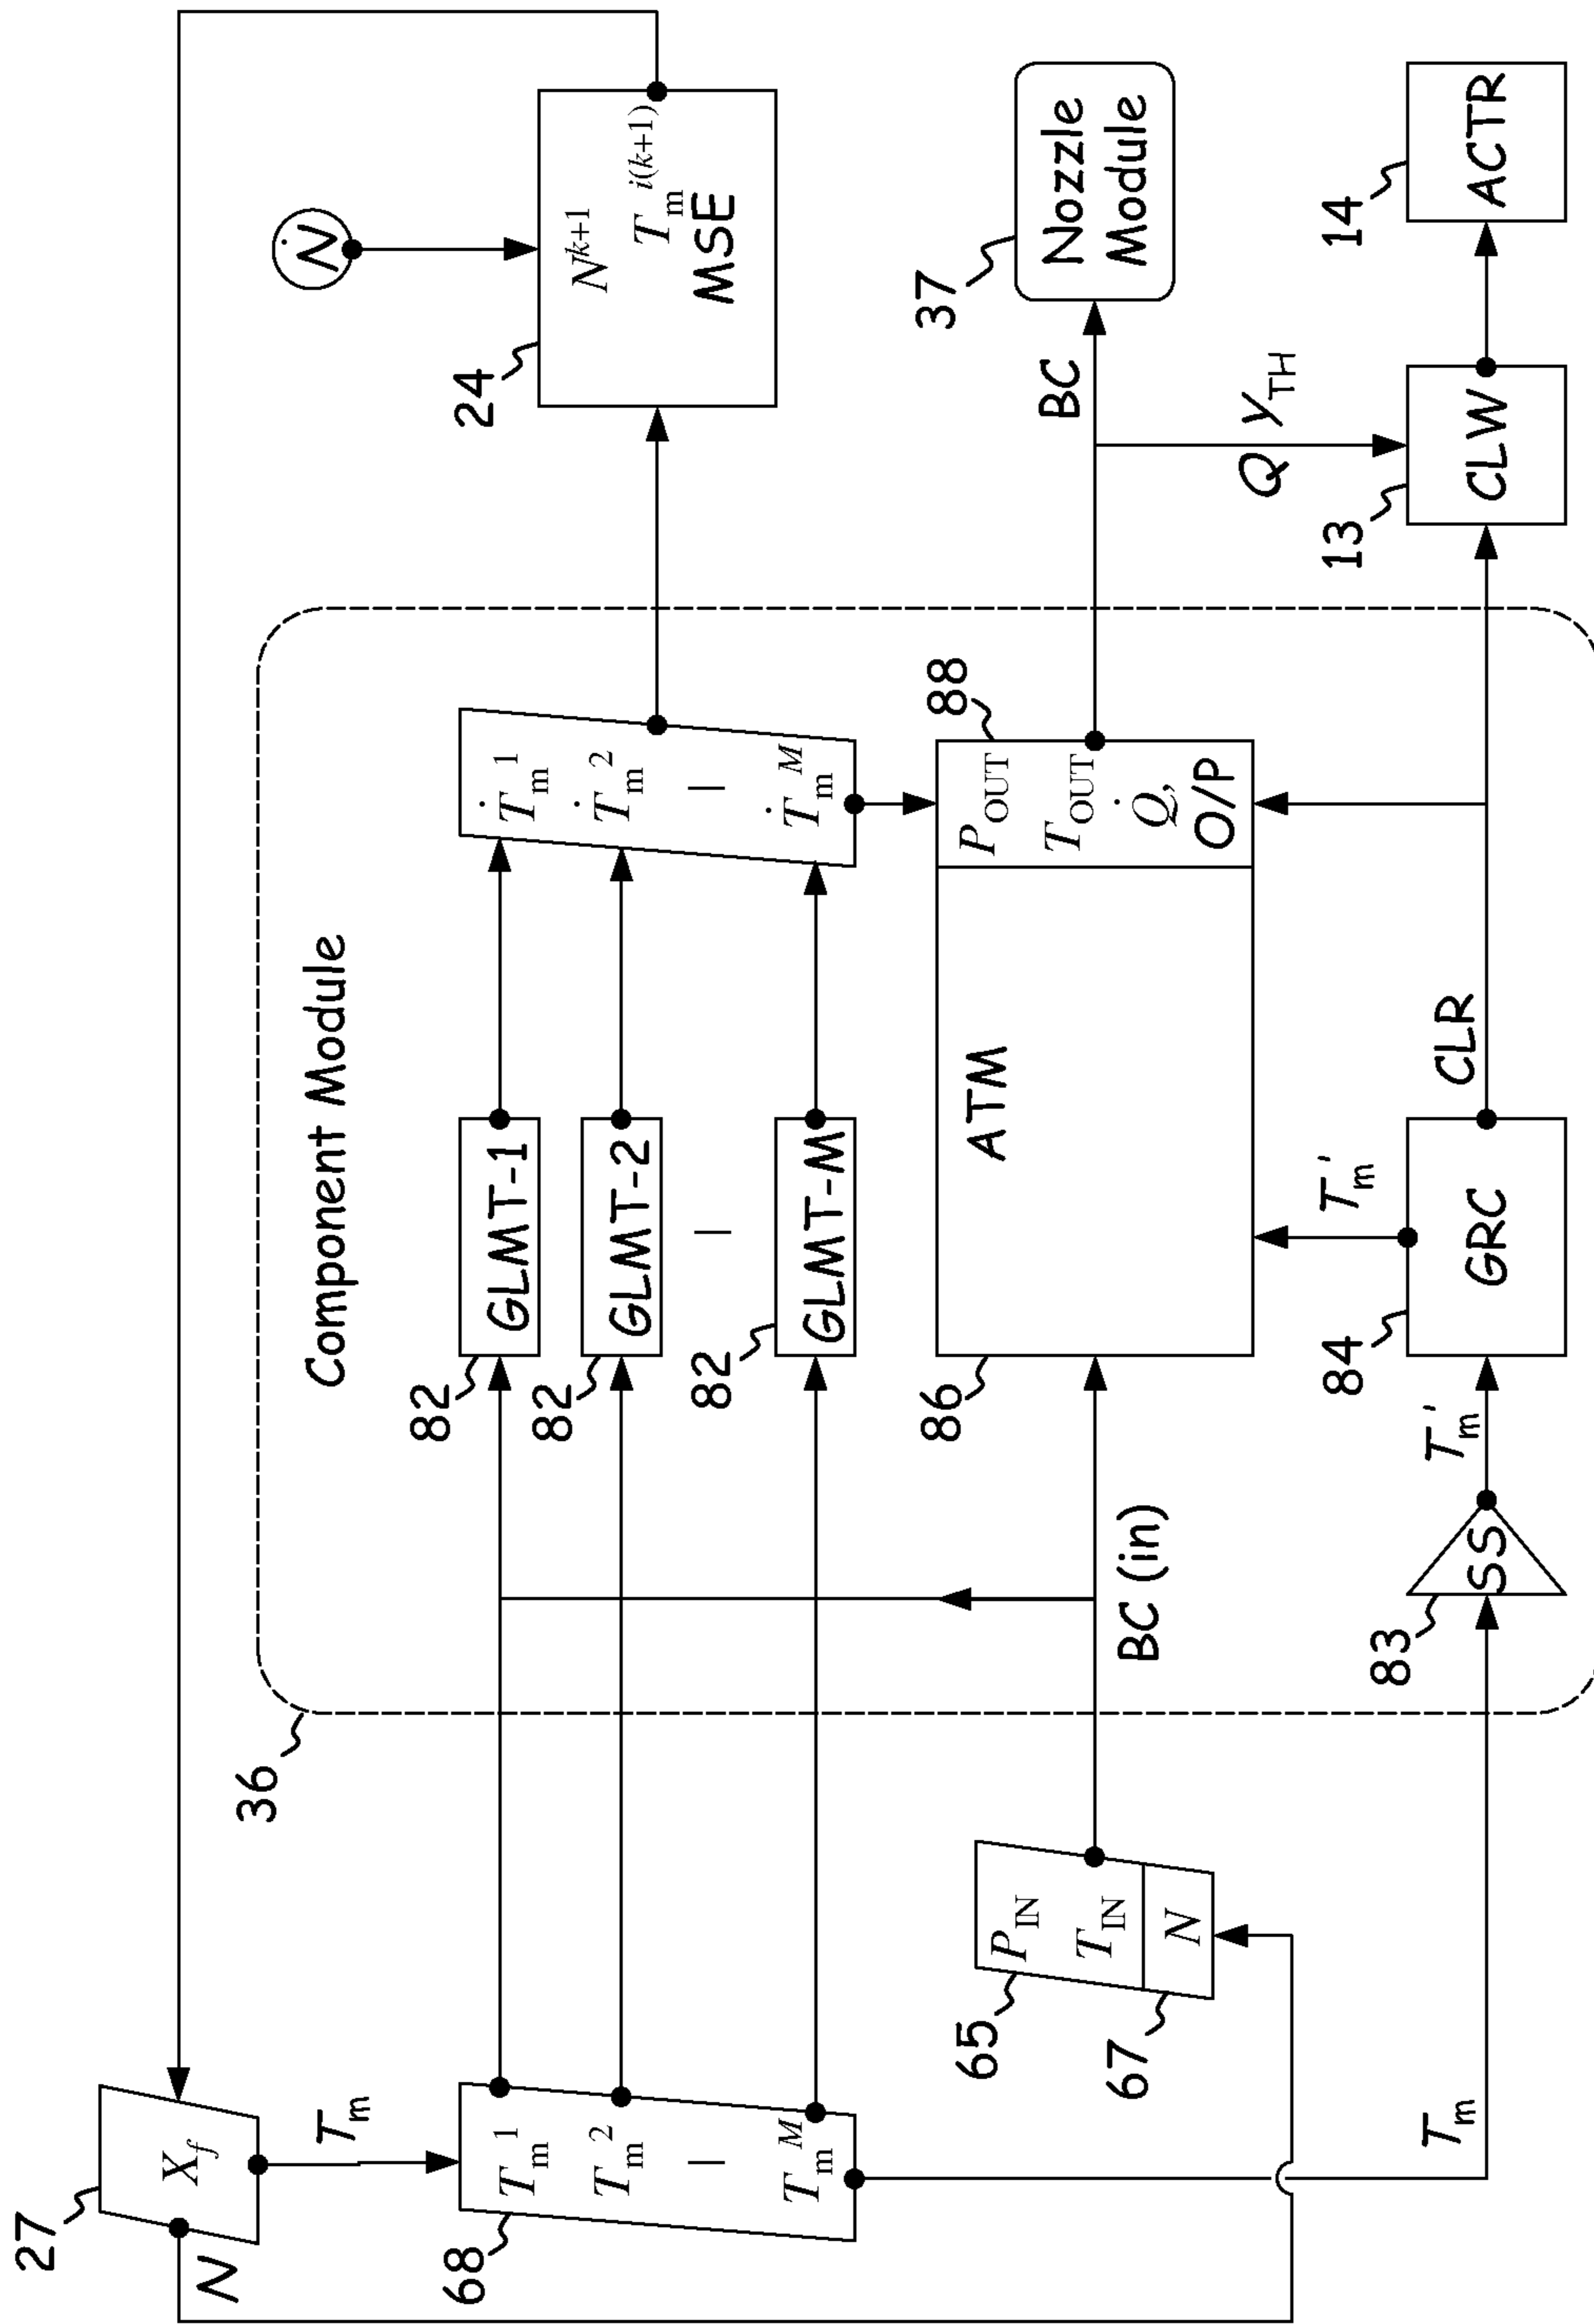 27
X_f
N
T_m
68
T_m^1
T_m^2
|
T_m^M
T_m
65
P_IN
T_IN
67
N
36
Component Module
BC (in)
82
GLMT-1
82
GLMT-2
|
82
GLMT-M
86
ATM
83
SS
T_m'
84
GRC
T_m'
CLR
Ṫ_m^1
Ṫ_m^2
|
Ṫ_m^M
88
P_OUT
T_OUT
Q̇,
O/P
Ṅ
24
N^{k+1}
T_m^{i(k+1)}
MSE
BC
37
Nozzle
Module
Q y_TH
13
CLW
14
ACTR